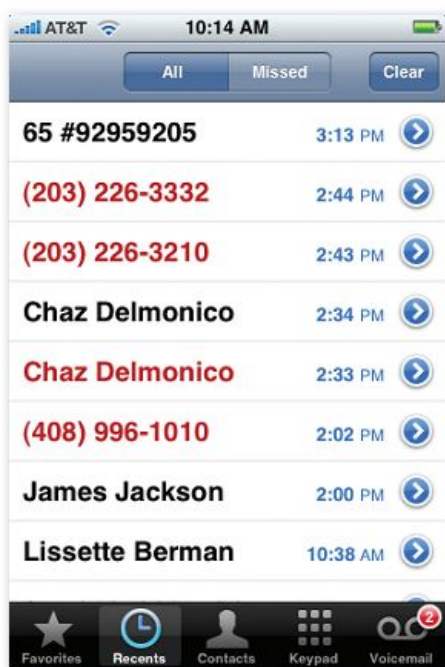 AT&T 10:14 AM
All Missed Clear
65 #92959205 3:13 PM
(203) 226-3332 2:44 PM
(203) 226-3210 2:43 PM
Chaz Delmonico 2:34 PM
Chaz Delmonico 2:33 PM
(408) 996-1010 2:02 PM
James Jackson 2:00 PM
Lissette Berman 10:38 AM
2
Favorites Recents Contacts Keypad Voicemail